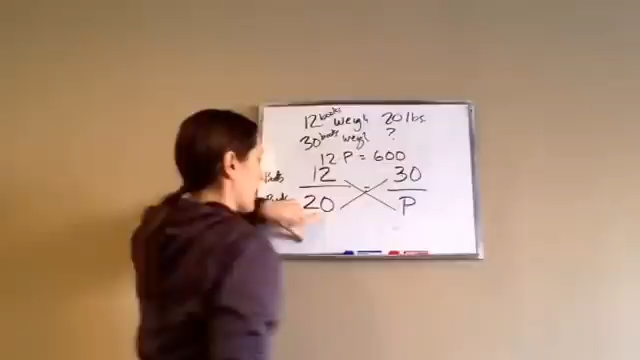 12 books weigh 20 lbs.
30 books weigh ?
12 · P = 600
12 = 30
20 P